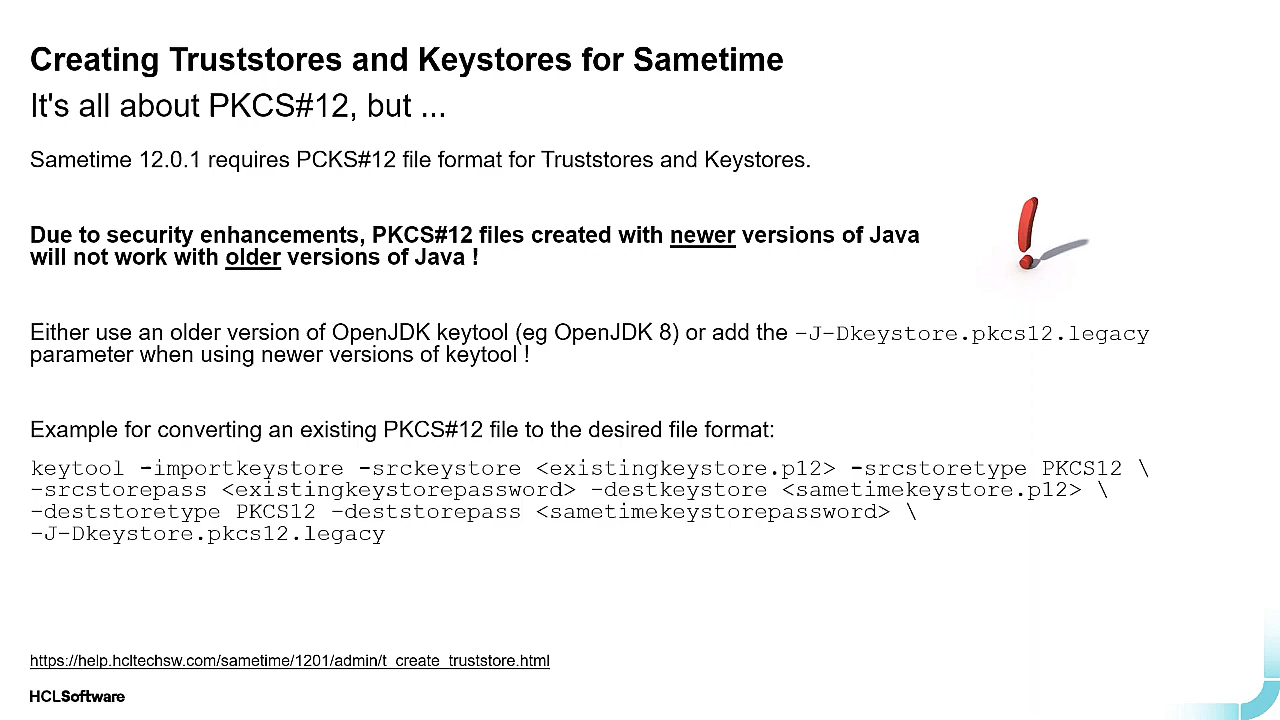 Creating Truststores and Keystores for Sametime
It's all about PKCS#12, but ...
Sametime 12.0.1 requires PCKS#12 file format for Truststores and Keystores.
Due to security enhancements, PKCS#12 files created with newer versions of Java
will not work with older versions of Java !
Either use an older version of OpenJDK keytool (eg OpenJDK 8) or add the -J-Dkeystore.pkcs12.legacy
parameter when using newer versions of keytool !
Example for converting an existing PKCS#12 file to the desired file format:
keytool -importkeystore -srckeystore <existingkeystore.p12> -srcstoretype PKCS12 \
-srcstorepass <existingkeystorepassword> -destkeystore <sametimekeystore.p12> \
-deststoretype PKCS12 -deststorepass <sametimekeystorepassword> \
-J-Dkeystore.pkcs12.legacy
https://help.hcltechsw.com/sametime/1201/admin/t_create_truststore.html
HCLSoftware